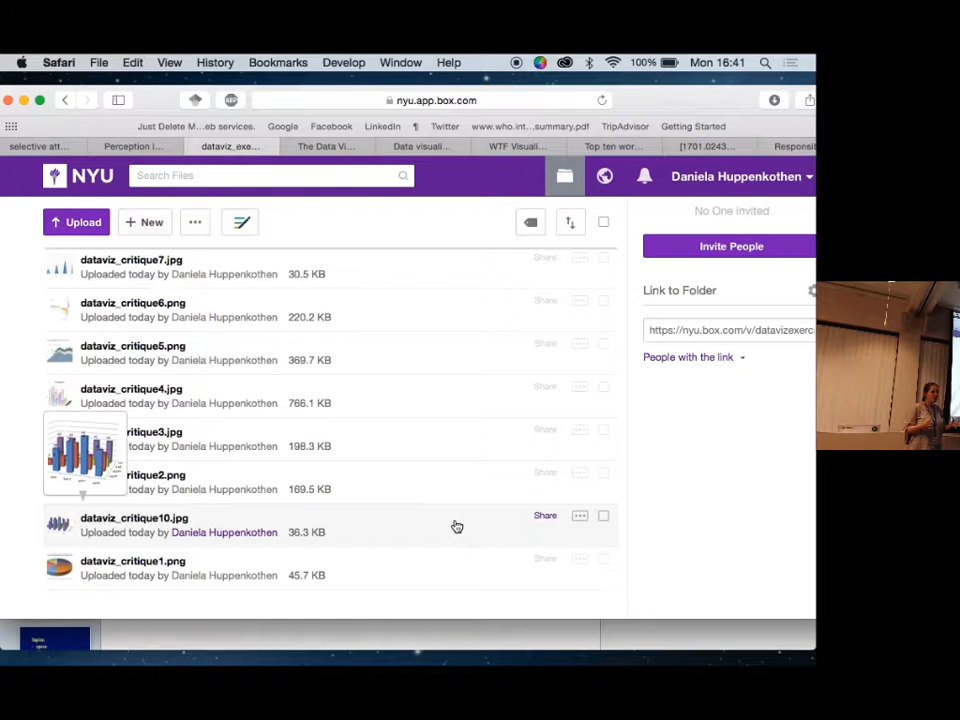 Safari File Edit View History Bookmarks Develop Window Help 100% Mon 16:41
nyu.app.box.com
Just Delete M...eb services. Google Facebook LinkedIn ¶ Twitter www.who.int...summary.pdf TripAdvisor Getting Started
selective att... Perception i... dataviz_exe... The Data Vi... Data visuali... WTF Visuali... Top ten wor... [1701.0243... Responsib
NYU Search Files Daniela Huppenkothen
No One Invited
Upload + New ...
Invite People
dataviz_critique7.jpg Share
Uploaded today by Daniela Huppenkothen 30.5 KB
Link to Folder
dataviz_critique6.png Share
Uploaded today by Daniela Huppenkothen 220.2 KB
https://nyu.box.com/v/datavizexerc
dataviz_critique5.png Share
Uploaded today by Daniela Huppenkothen 369.7 KB
People with the link
dataviz_critique4.jpg Share
Uploaded today by Daniela Huppenkothen 766.1 KB
ritique3.jpg Share
today by Daniela Huppenkothen 198.3 KB
ritique2.png Share
today by Daniela Huppenkothen 169.5 KB
dataviz_critique10.jpg Share
Uploaded today by Daniela Huppenkothen 36.3 KB
dataviz_critique1.png Share
Uploaded today by Daniela Huppenkothen 45.7 KB